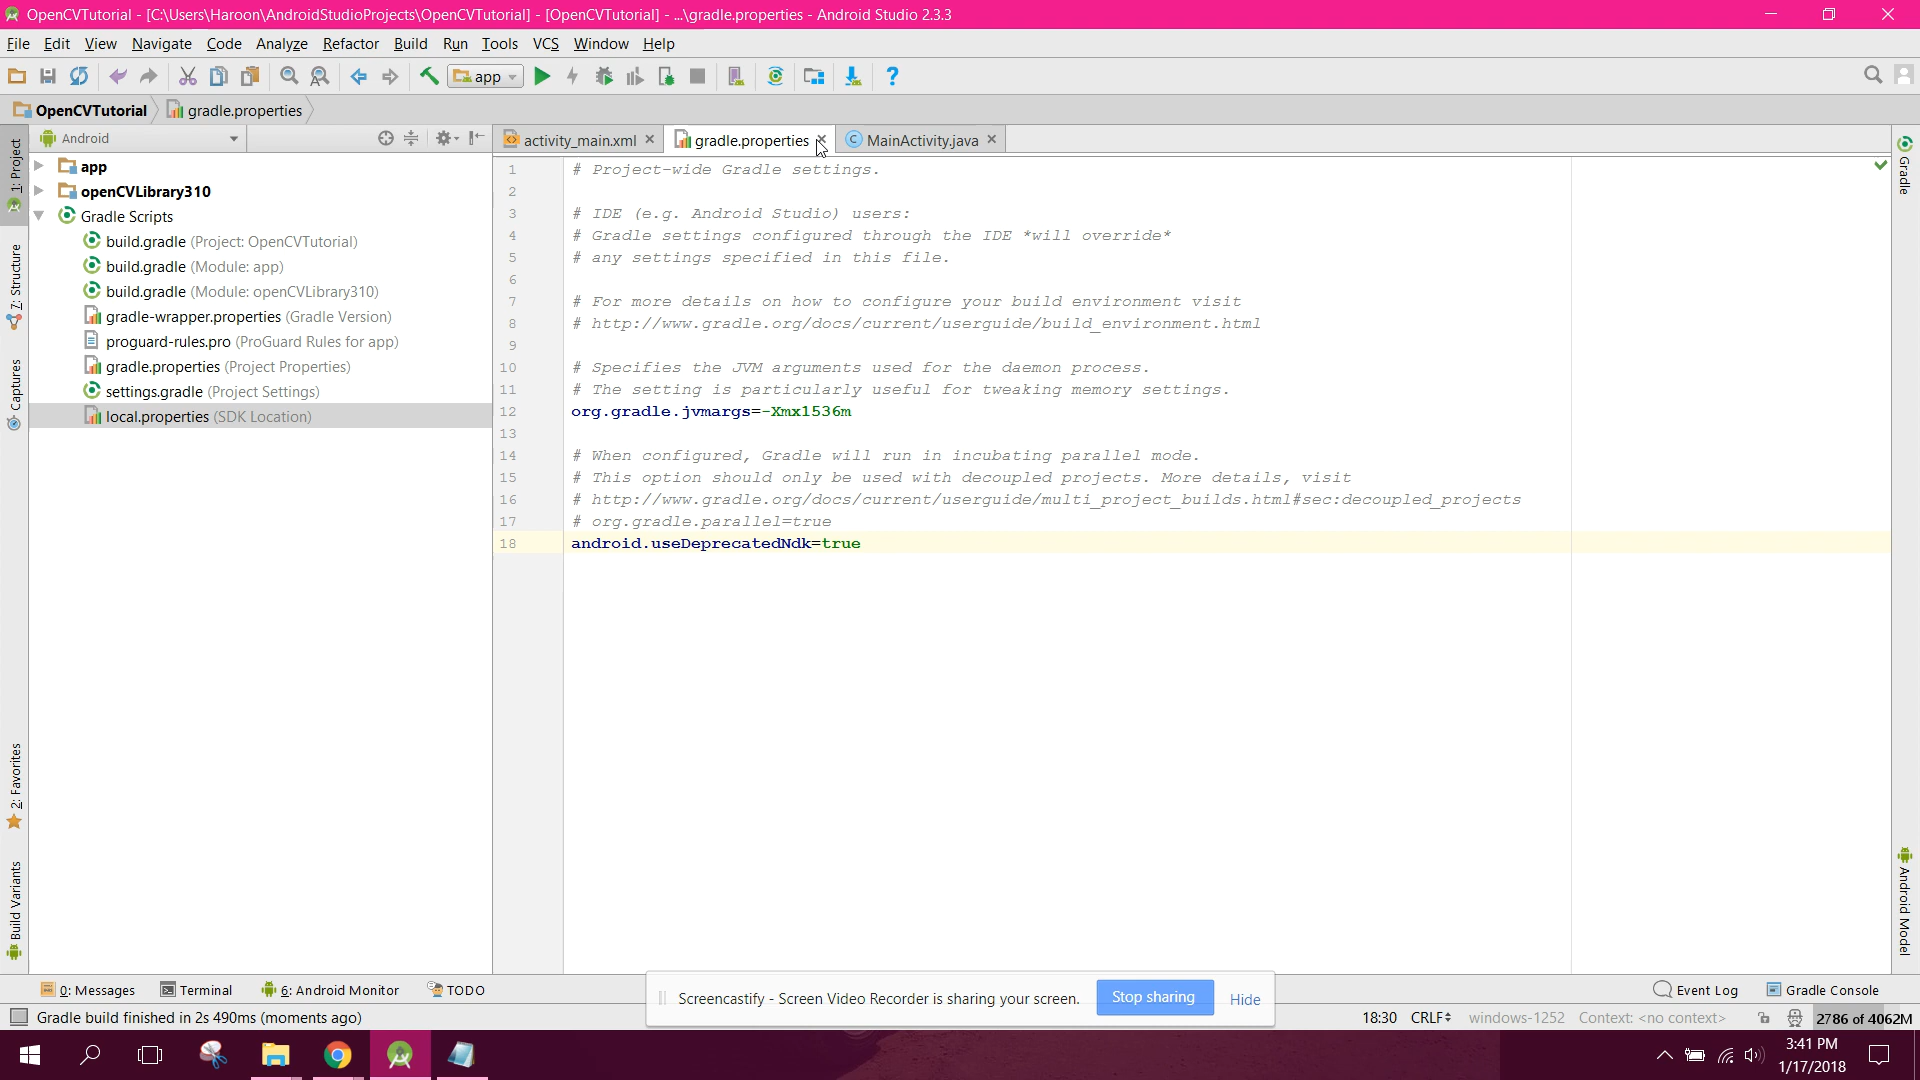 OpenCVTutorial - [C:\Users\Haroon\AndroidStudioProjects\OpenCVTutorial] - [OpenCVTutorial] - ...\gradle.properties - Android Studio 2.3.3
File Edit View Navigate Code Analyze Refactor Build Run Tools VCS Window Help
app
OpenCVTutorial gradle.properties
Android
activity_main.xml gradle.properties MainActivity.java
1: Project
7: Structure
Captures
2: Favorites
Build Variants
app
openCVLibrary310
Gradle Scripts
build.gradle (Project: OpenCVTutorial)
build.gradle (Module: app)
build.gradle (Module: openCVLibrary310)
gradle-wrapper.properties (Gradle Version)
proguard-rules.pro (ProGuard Rules for app)
gradle.properties (Project Properties)
settings.gradle (Project Settings)
local.properties (SDK Location)
1 # Project-wide Gradle settings.
2
3 # IDE (e.g. Android Studio) users:
4 # Gradle settings configured through the IDE *will override*
5 # any settings specified in this file.
6
7 # For more details on how to configure your build environment visit
8 # http://www.gradle.org/docs/current/userguide/build_environment.html
9
10 # Specifies the JVM arguments used for the daemon process.
11 # The setting is particularly useful for tweaking memory settings.
12 org.gradle.jvmargs=-Xmx1536m
13
14 # When configured, Gradle will run in incubating parallel mode.
15 # This option should only be used with decoupled projects. More details, visit
16 # http://www.gradle.org/docs/current/userguide/multi_project_builds.html#sec:decoupled_projects
17 # org.gradle.parallel=true
18 android.useDeprecatedNdk=true
Gradle
Android Model
0: Messages Terminal 6: Android Monitor TODO
Event Log Gradle Console
Screencastify - Screen Video Recorder is sharing your screen. Stop sharing Hide
Gradle build finished in 2s 490ms (moments ago)
18:30 CRLF windows-1252 Context: <no context> 2786 of 4062M
3:41 PM
1/17/2018